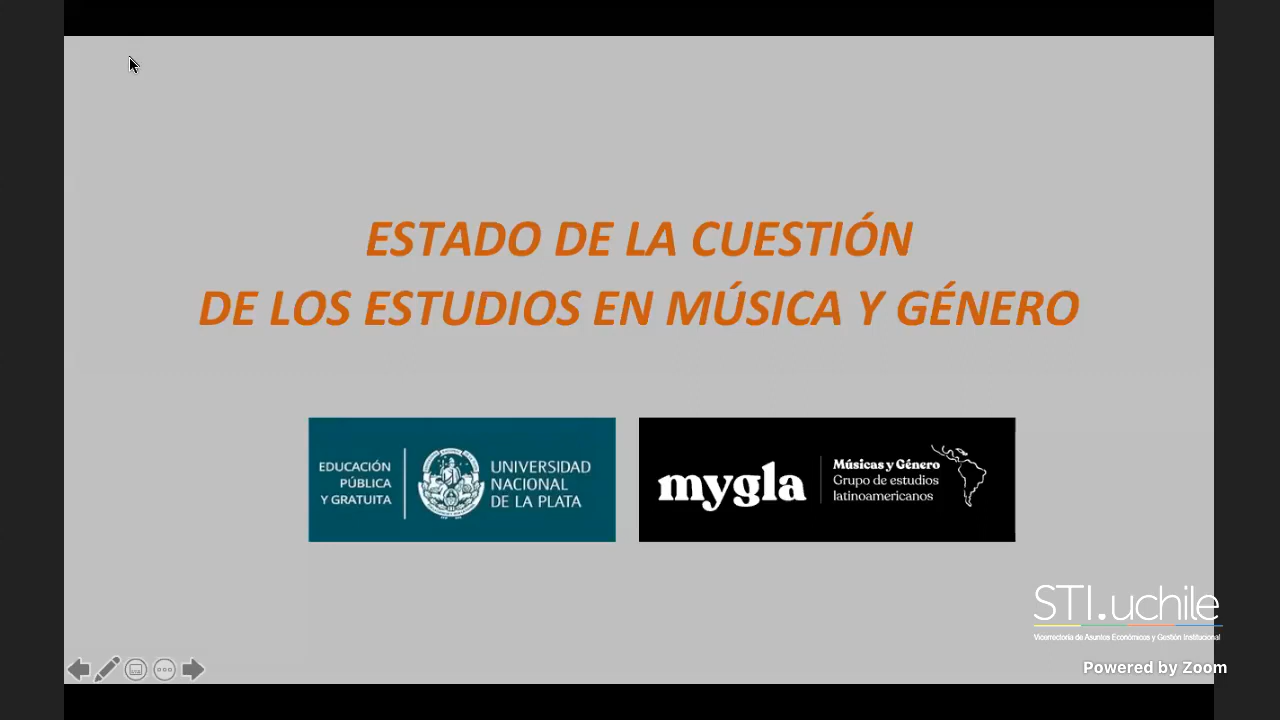 ESTADO DE LA CUESTIÓN
DE LOS ESTUDIOS EN MÚSICA Y GÉNERO
EDUCACIÓN
PÚBLICA
Y GRATUITA
UNIVERSIDAD
NACIONAL
DE LA PLATA
mygla
Músicas y Género
Grupo de estudios
latinoamericanos
STI.uchile
Vicerrectoría de Asuntos Económicos y Gestión Institucional
Powered by Zoom